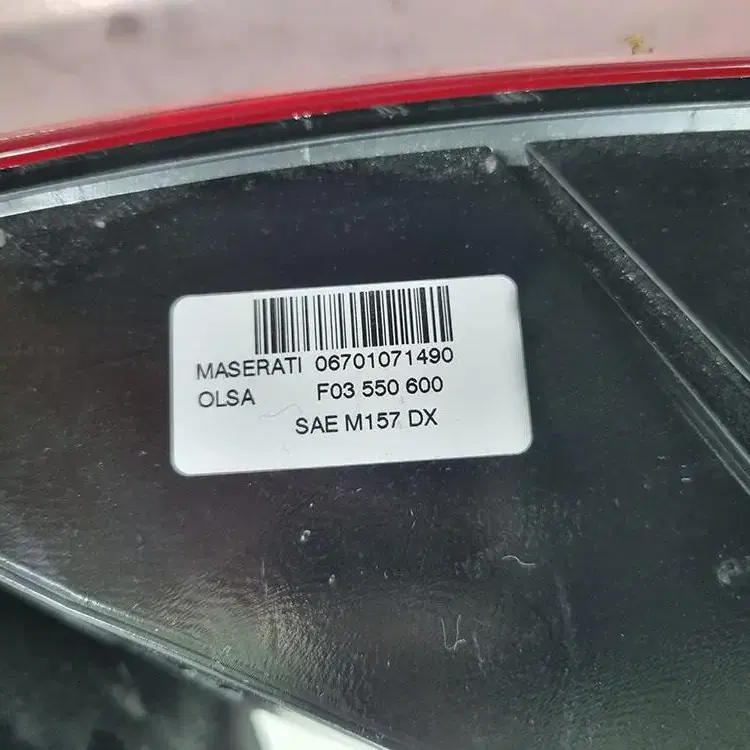 MASERATI 06701071490
OLSA F03 550 600
SAE M157 DX